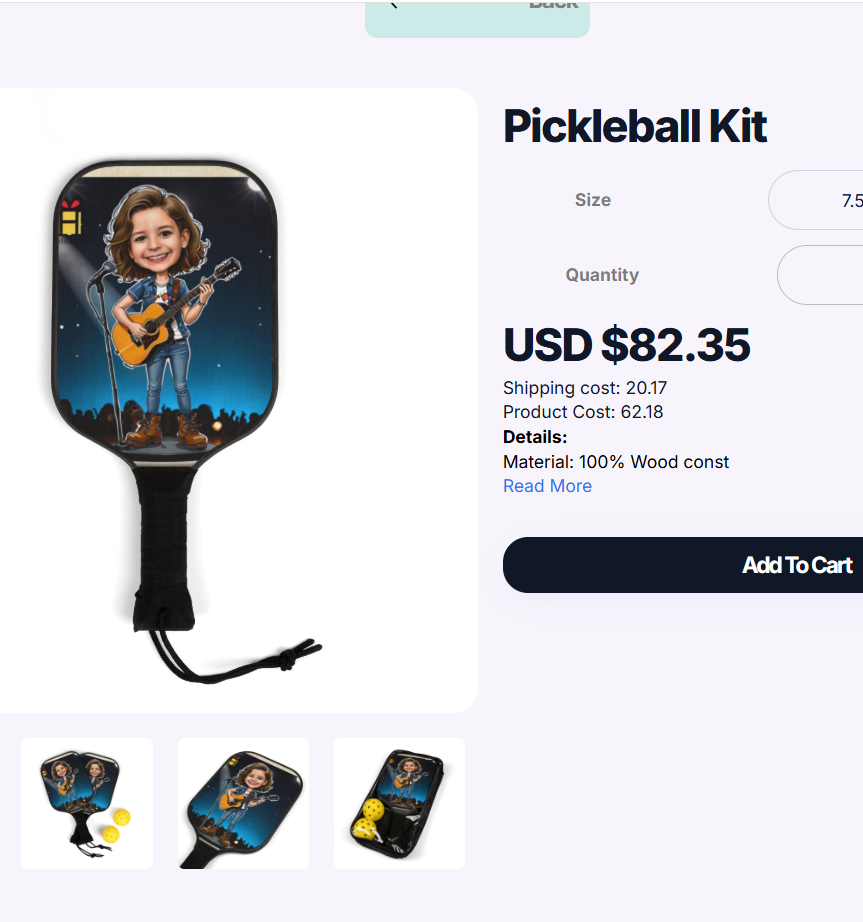 Back
Pickleball Kit
Size
7.5
Quantity
USD $82.35
Shipping cost: 20.17
Product Cost: 62.18
Details:
Material: 100% Wood const
Read More
Add To Cart